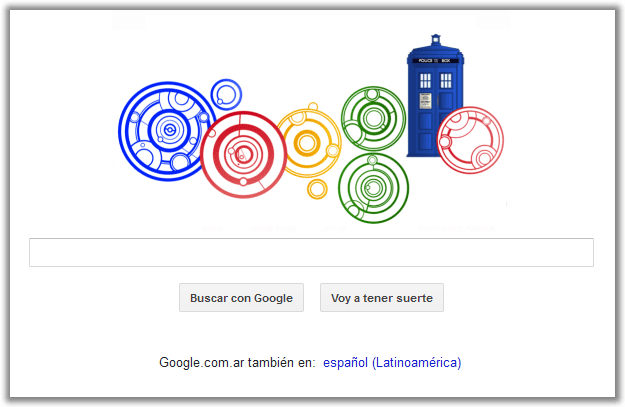 POLICE BOX
Buscar con Google
Voy a tener suerte
Google.com.ar también en: español (Latinoamérica)